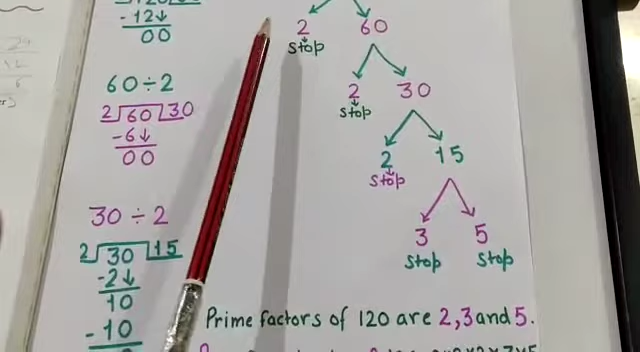 -12↓
00
60÷2
2 60 30
-6↓
00
30÷2
2 30 15
-2↓
10
-10
2 60
stop
2 30
stop
2 15
stop
3 5
stop stop
Prime factors of 120 are 2,3 and 5.